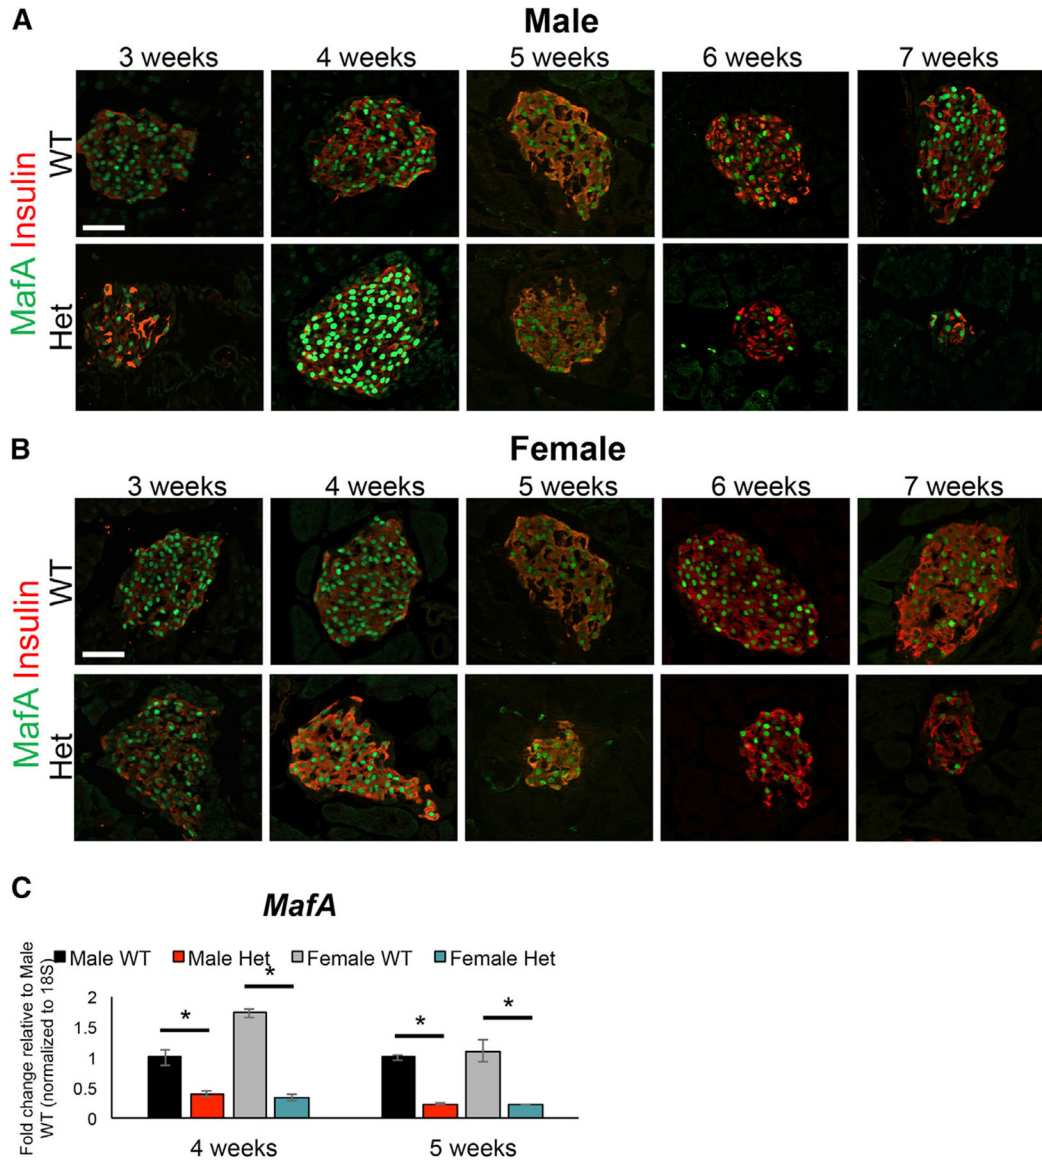 A
Male
3 weeks 4 weeks 5 weeks 6 weeks 7 weeks
MafA Insulin
WT
Het
B
Female
3 weeks 4 weeks 5 weeks 6 weeks 7 weeks
MafA Insulin
WT
Het
C
MafA
Male WT Male Het Female WT Female Het
Fold change relative to Male
WT (normalized to 18S)
* * * *
2
1.5
1
0.5
0
4 weeks 5 weeks